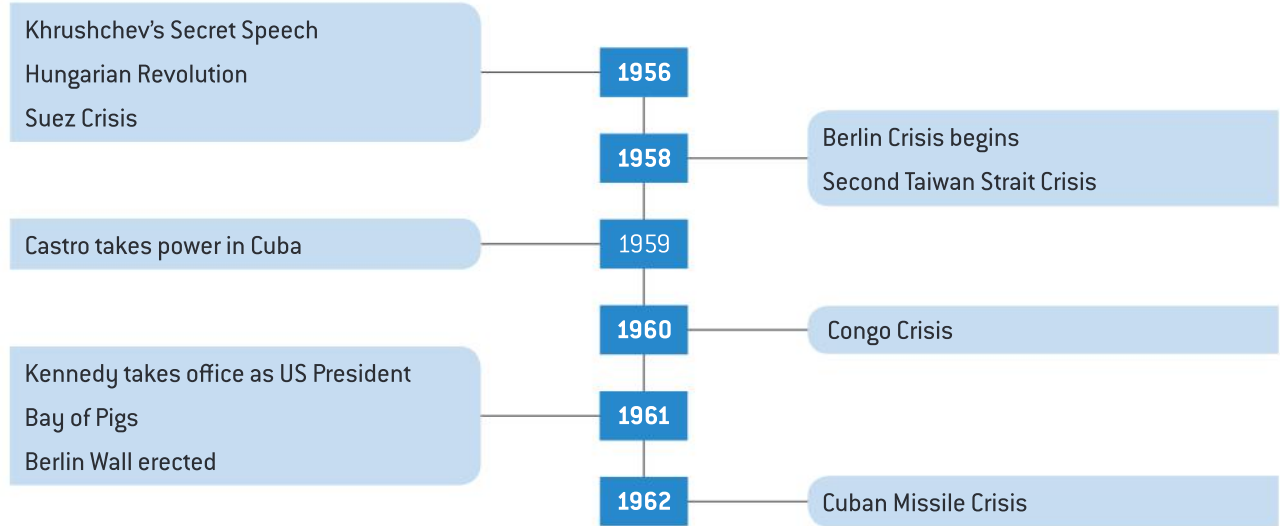 Khrushchev’s Secret Speech
Hungarian Revolution
Suez Crisis
1956
1958
Berlin Crisis begins
Second Taiwan Strait Crisis
Castro takes power in Cuba
1959
1960
Congo Crisis
Kennedy takes office as US President
Bay of Pigs
Berlin Wall erected
1961
1962
Cuban Missile Crisis